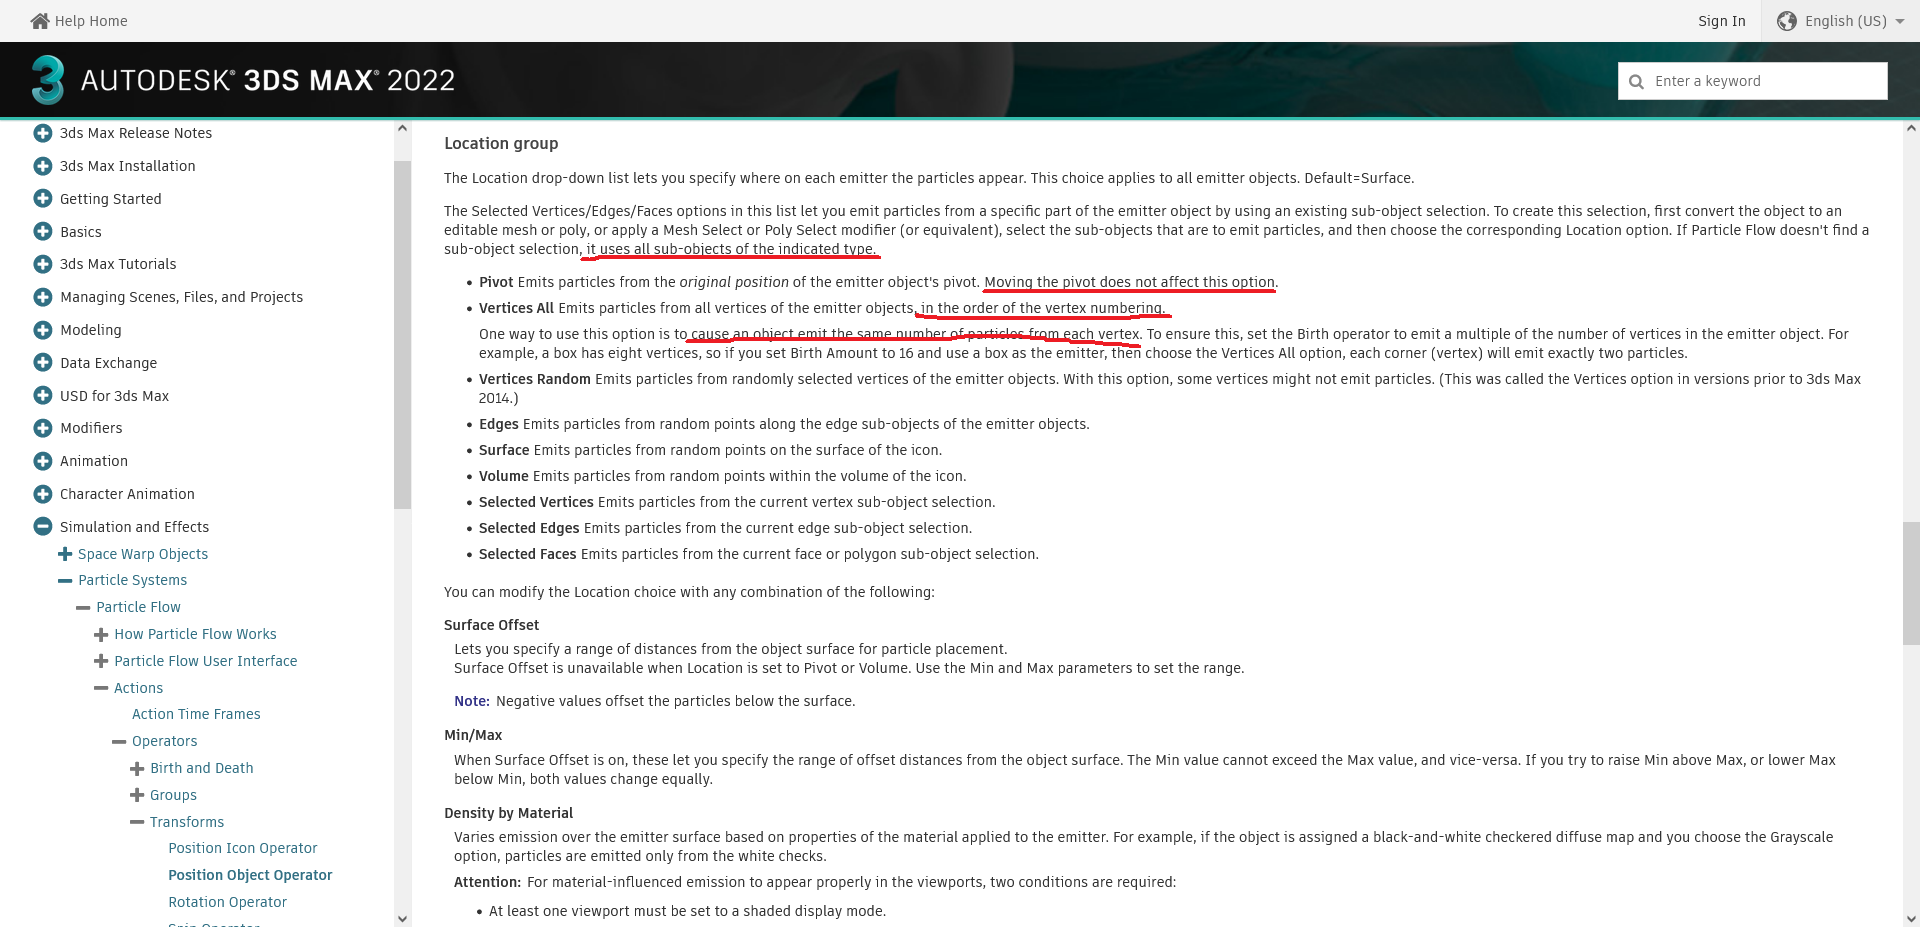 Help Home
Sign In
English (US)
AUTODESK® 3DS MAX® 2022
Enter a keyword
3ds Max Release Notes
3ds Max Installation
Getting Started
Basics
3ds Max Tutorials
Managing Scenes, Files, and Projects
Modeling
Data Exchange
USD for 3ds Max
Modifiers
Animation
Character Animation
Simulation and Effects
Space Warp Objects
Particle Systems
Particle Flow
How Particle Flow Works
Particle Flow User Interface
Actions
Action Time Frames
Operators
Birth and Death
Groups
Transforms
Position Icon Operator
Position Object Operator
Rotation Operator
Spin Operator
Location group
The Location drop-down list lets you specify where on each emitter the particles appear. This choice applies to all emitter objects. Default=Surface.
The Selected Vertices/Edges/Faces options in this list let you emit particles from a specific part of the emitter object by using an existing sub-object selection. To create this selection, first convert the object to an
editable mesh or poly, or apply a Mesh Select or Poly Select modifier (or equivalent), select the sub-objects that are to emit particles, and then choose the corresponding Location option. If Particle Flow doesn't find a
sub-object selection, it uses all sub-objects of the indicated type.
• Pivot Emits particles from the original position of the emitter object's pivot. Moving the pivot does not affect this option.
• Vertices All Emits particles from all vertices of the emitter objects, in the order of the vertex numbering.
One way to use this option is to cause an object emit the same number of particles from each vertex. To ensure this, set the Birth operator to emit a multiple of the number of vertices in the emitter object. For
example, a box has eight vertices, so if you set Birth Amount to 16 and use a box as the emitter, then choose the Vertices All option, each corner (vertex) will emit exactly two particles.
• Vertices Random Emits particles from randomly selected vertices of the emitter objects. With this option, some vertices might not emit particles. (This was called the Vertices option in versions prior to 3ds Max
2014.)
• Edges Emits particles from random points along the edge sub-objects of the emitter objects.
• Surface Emits particles from random points on the surface of the icon.
• Volume Emits particles from random points within the volume of the icon.
• Selected Vertices Emits particles from the current vertex sub-object selection.
• Selected Edges Emits particles from the current edge sub-object selection.
• Selected Faces Emits particles from the current face or polygon sub-object selection.
You can modify the Location choice with any combination of the following:
Surface Offset
Lets you specify a range of distances from the object surface for particle placement.
Surface Offset is unavailable when Location is set to Pivot or Volume. Use the Min and Max parameters to set the range.
Note: Negative values offset the particles below the surface.
Min/Max
When Surface Offset is on, these let you specify the range of offset distances from the object surface. The Min value cannot exceed the Max value, and vice-versa. If you try to raise Min above Max, or lower Max
below Min, both values change equally.
Density by Material
Varies emission over the emitter surface based on properties of the material applied to the emitter. For example, if the object is assigned a black-and-white checkered diffuse map and you choose the Grayscale
option, particles are emitted only from the white checks.
Attention: For material-influenced emission to appear properly in the viewports, two conditions are required:
• At least one viewport must be set to a shaded display mode.